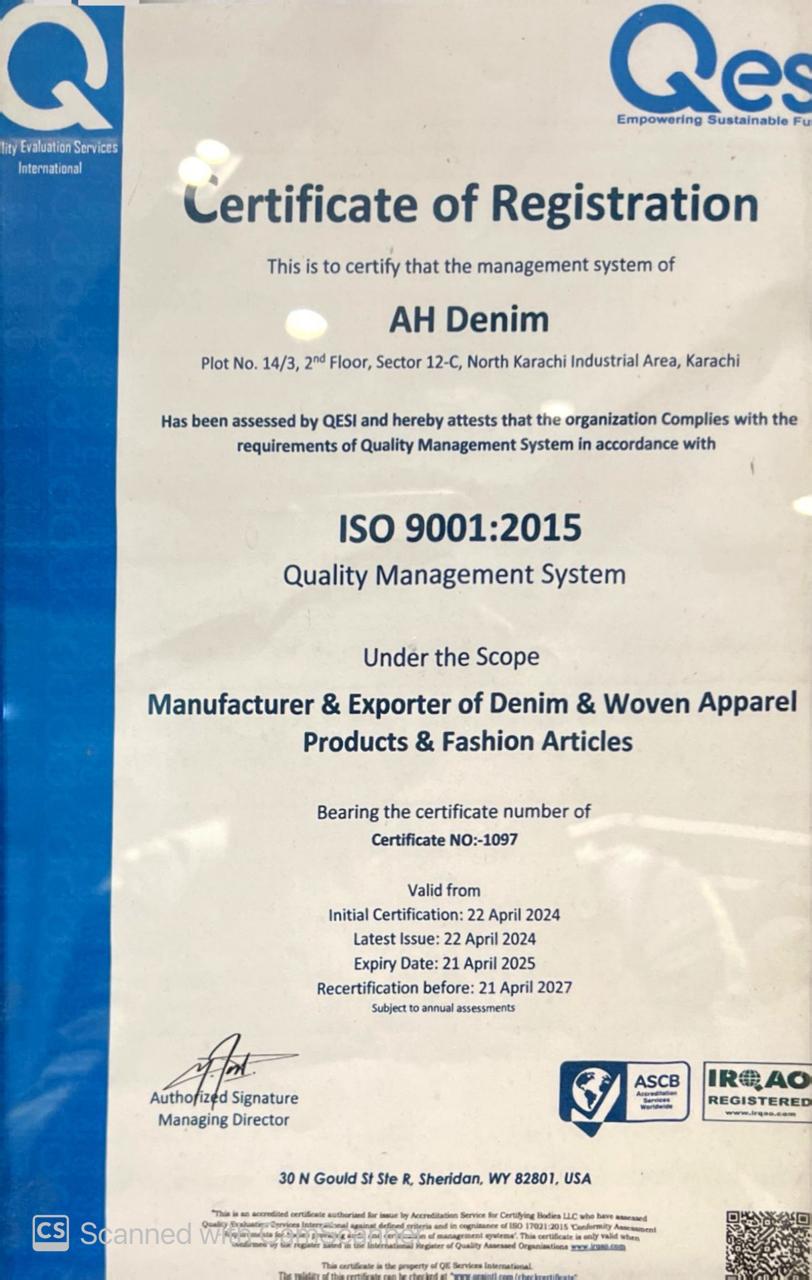 Qes
Empowering Sustainable Fu
lity Evaluation Services
International
Certificate of Registration
This is to certify that the management system of
AH Denim
Plot No. 14/3, 2nd Floor, Sector 12-C, North Karachi Industrial Area, Karachi
Has been assessed by QESI and hereby attests that the organization Complies with the
requirements of Quality Management System in accordance with
ISO 9001:2015
Quality Management System
Under the Scope
Manufacturer & Exporter of Denim & Woven Apparel
Products & Fashion Articles
Bearing the certificate number of
Certificate NO:-1097
Valid from
Initial Certification: 22 April 2024
Latest Issue: 22 April 2024
Expiry Date: 21 April 2025
Recertification before: 21 April 2027
Subject to annual assessments
Authorized Signature
Managing Director
ASCB
Accreditation
Services
Worldwide
IRQAO
REGISTERED
www.irqao.com
30 N Gould St Ste R, Sheridan, WY 82801, USA
"This is an accredited certificate authorised for issue by Accreditation Service for Certifying Bodies LLC who have assessed
Quality Evaluation Services International against defined criteria and in cognizance of ISO 17021:2015 'Conformity Assessment
of management systems'. This certificate is only valid when
confirmed by the register listed in the International Register of Quality Assured Organisations www.irqao.com
This certificate is the property of QE Services International.
The validity of this certificate can be checked at
CS Scanned with CamScanner